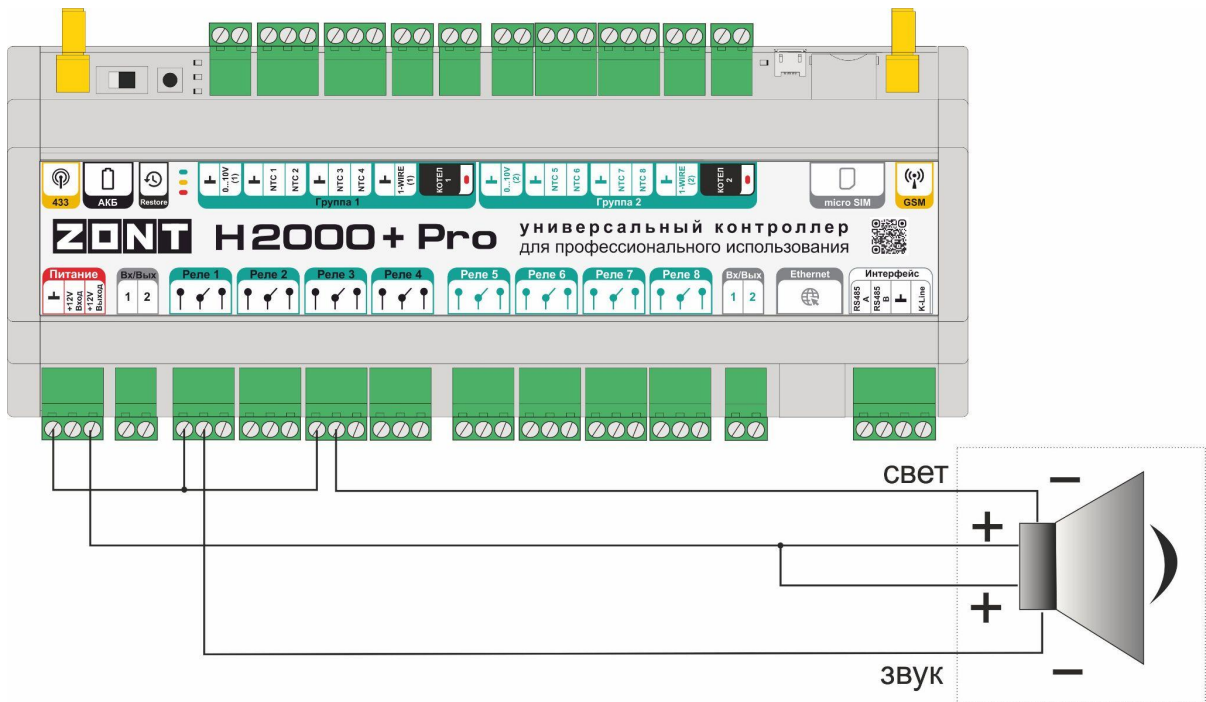 433 АКБ Restore
0...10V (1) NTC 1 NTC 2 NTC 3 NTC 4 1-WIRE (1) КОТЕЛ 1
Группа 1
0...10V (2) NTC 5 NTC 6 NTC 7 NTC 8 1-WIRE (2) КОТЕЛ 2
Группа 2
micro SIM GSM
ZONT H2000+ Pro
универсальный контроллер
для профессионального использования
Питание Вх/Вых Реле 1 Реле 2 Реле 3 Реле 4 Реле 5 Реле 6 Реле 7 Реле 8 Вх/Вых Ethernet Интерфейс
+12V Вход +12V Выход 1 2 1 2 RS485 A RS485 B K-Line
свет
–
+
+
звук
–